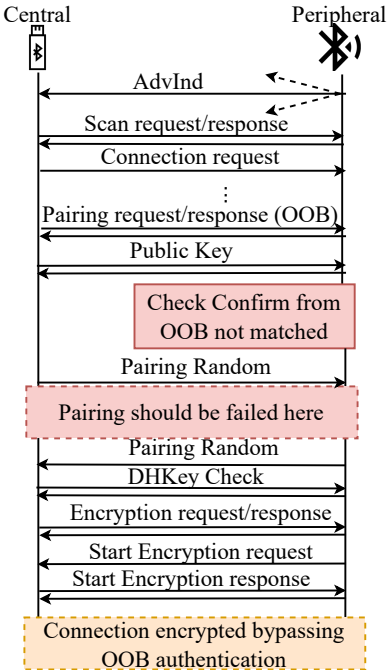 Central
Peripheral
AdvInd
Scan request/response
Connection request
⋮
Pairing request/response (OOB)
Public Key
Check Confirm from
OOB not matched
Pairing Random
Pairing should be failed here
Pairing Random
DHKey Check
Encryption request/response
Start Encryption request
Start Encryption response
Connection encrypted bypassing
OOB authentication